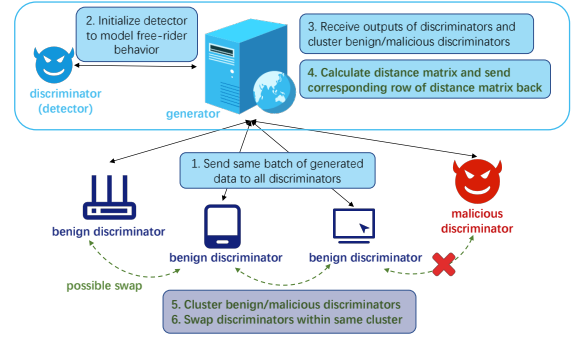 2. Initialize detector
to model free-rider
behavior
3. Receive outputs of discriminators and
cluster benign/malicious discriminators
4. Calculate distance matrix and send
corresponding row of distance matrix back
discriminator
(detector)
generator
1. Send same batch of generated
data to all discriminators
benign discriminator
benign discriminator
benign discriminator
malicious
discriminator
possible swap
5. Cluster benign/malicious discriminators
6. Swap discriminators within same cluster